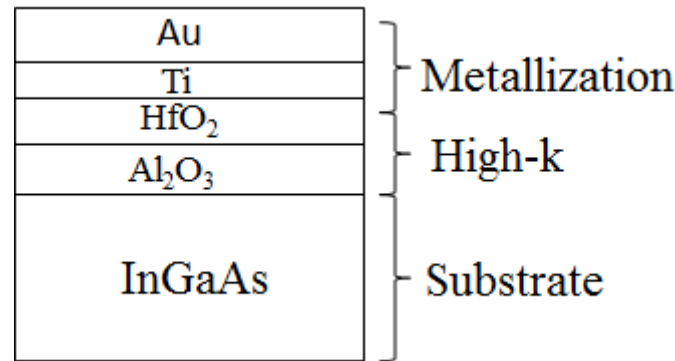 Au
Ti
HfO₂
Al₂O₃
InGaAs
Metallization
High-k
Substrate